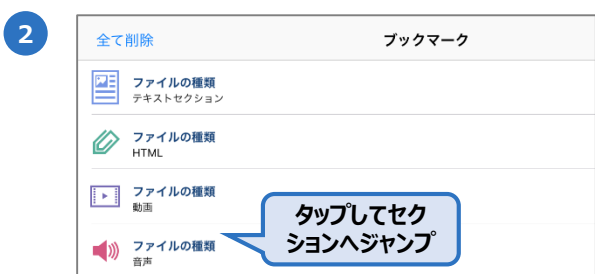 2
全て削除
ブックマーク
ファイルの種類
テキストセクション
ファイルの種類
HTML
ファイルの種類
動画
ファイルの種類
音声
タップしてセク
ションへジャンプ